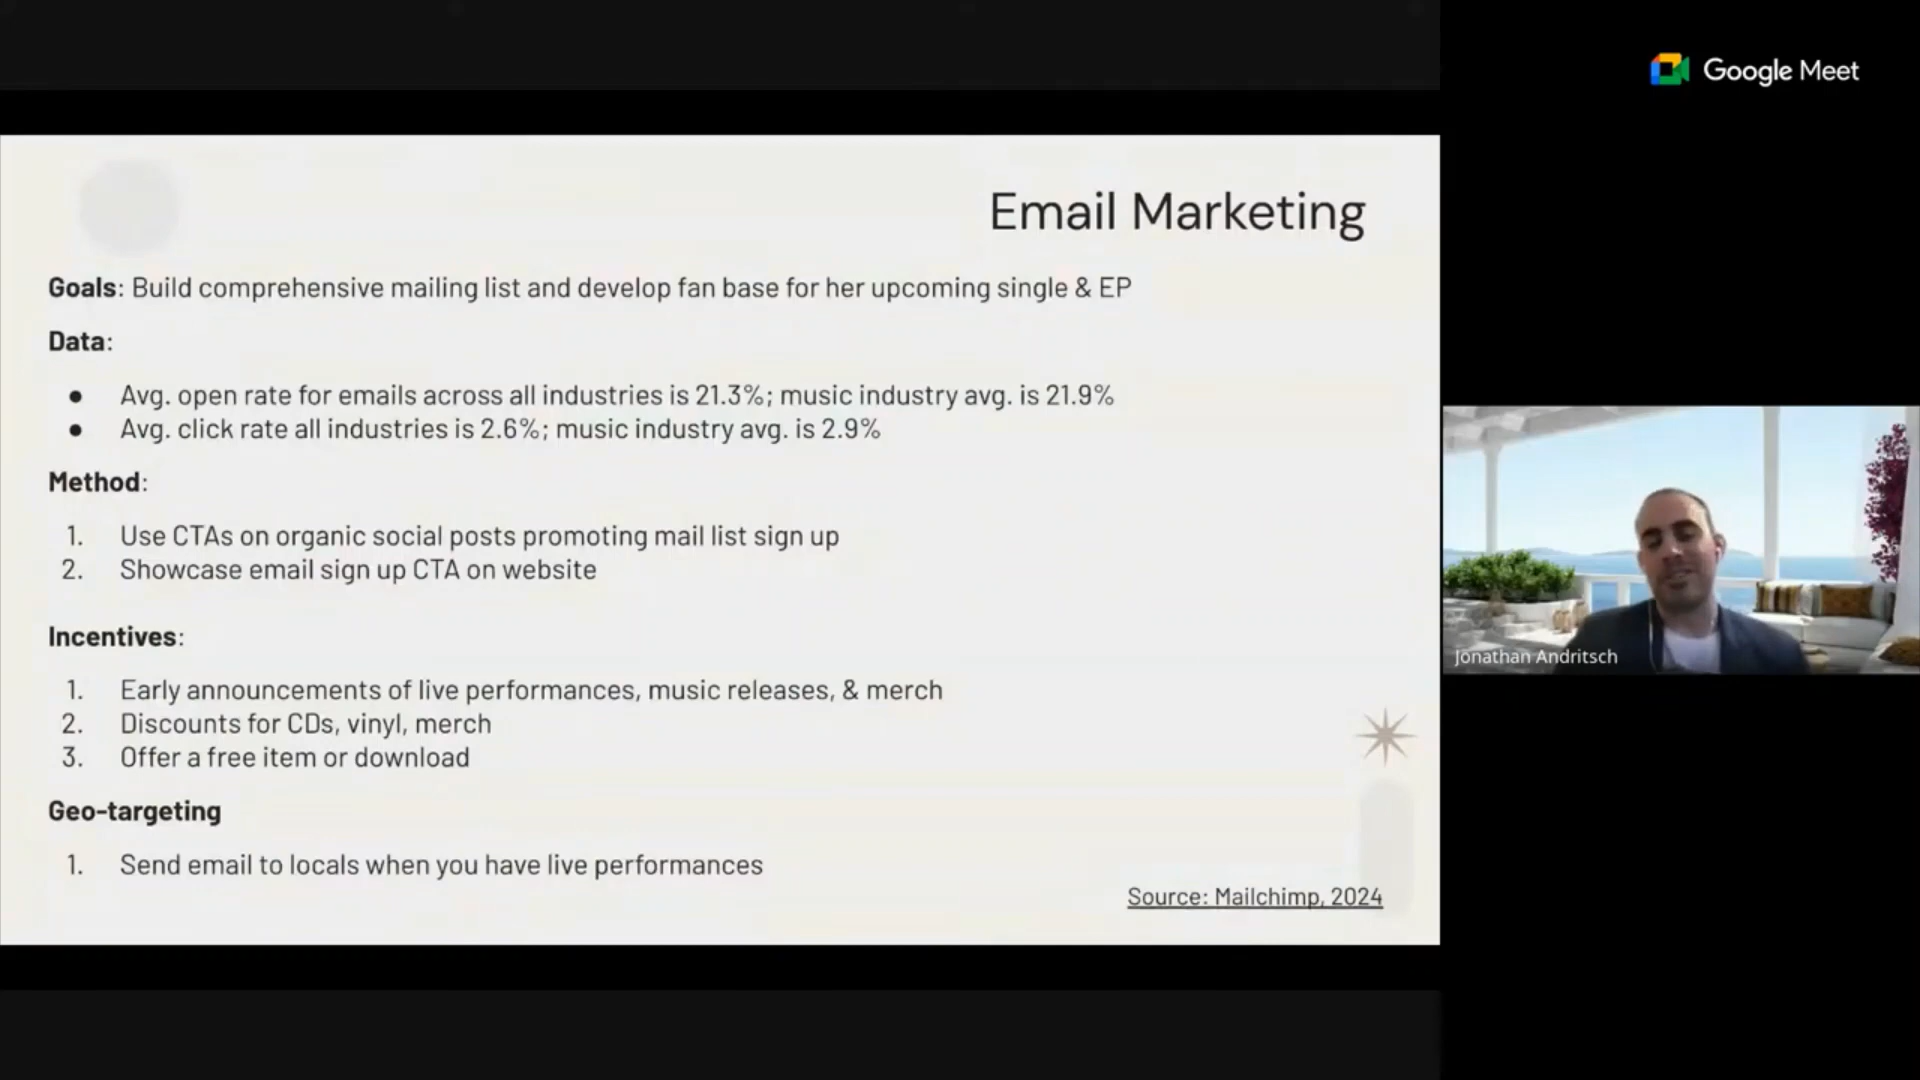 Google Meet
Email Marketing
Goals: Build comprehensive mailing list and develop fan base for her upcoming single & EP
Data:
● Avg. open rate for emails across all industries is 21.3%; music industry avg. is 21.9%
● Avg. click rate all industries is 2.6%; music industry avg. is 2.9%
Method:
1. Use CTAs on organic social posts promoting mail list sign up
2. Showcase email sign up CTA on website
Incentives:
1. Early announcements of live performances, music releases, & merch
2. Discounts for CDs, vinyl, merch
3. Offer a free item or download
Geo-targeting
1. Send email to locals when you have live performances
Source: Mailchimp, 2024
Jonathan Andritsch